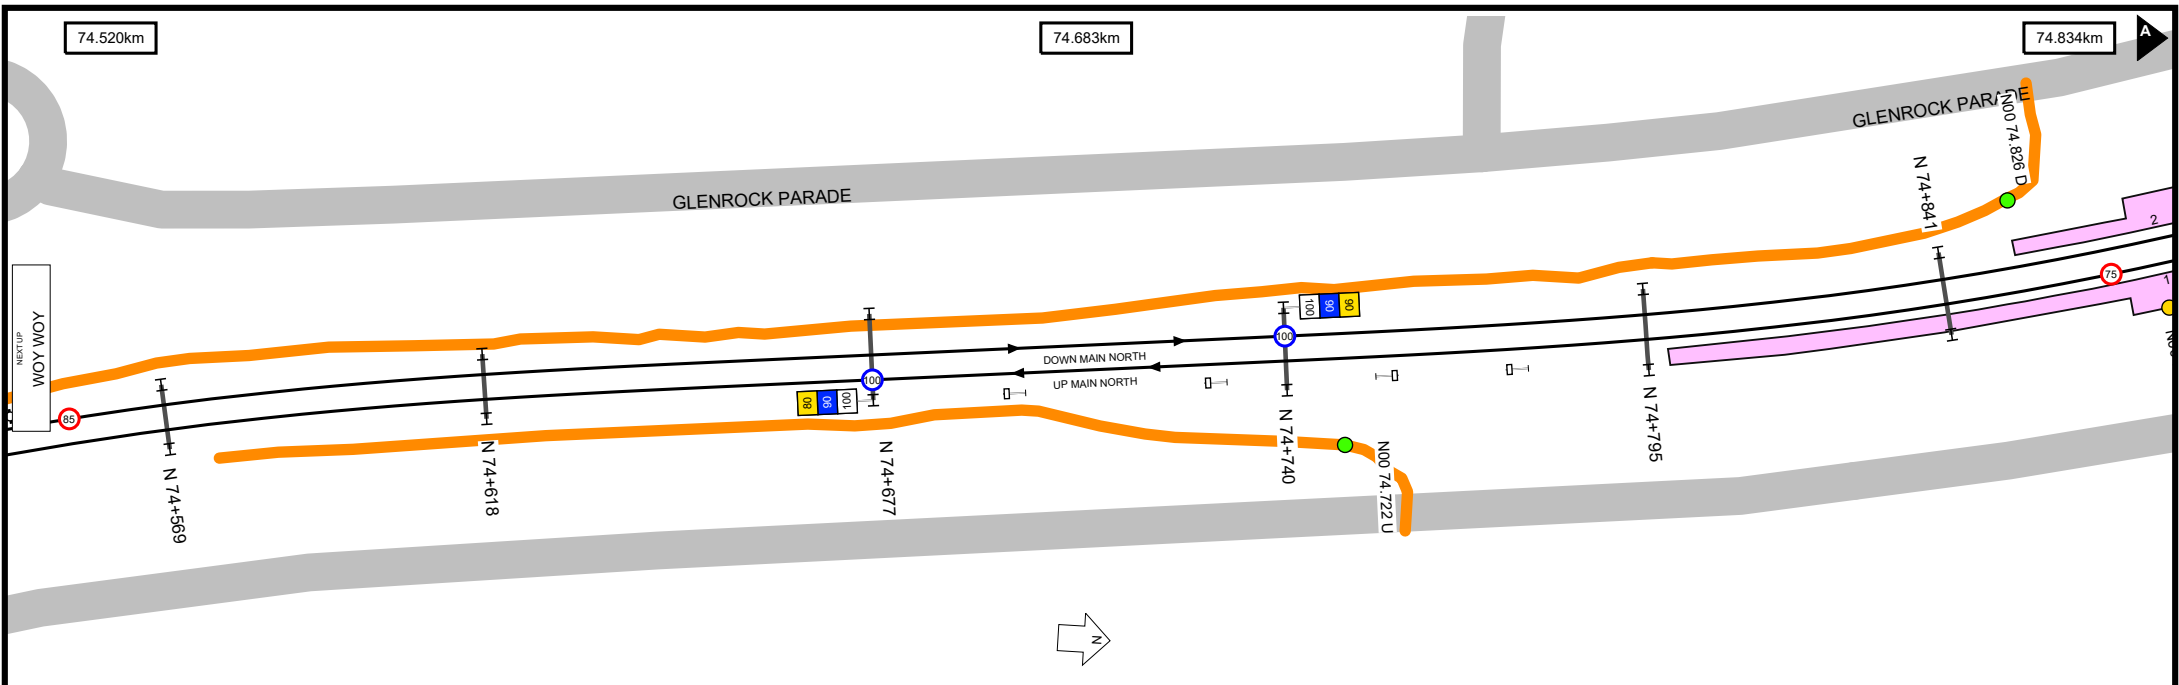 74.520km
74.683km
74.834km
A
GLENROCK PARADE
N00 74.826 D
GLENROCK PARADE
N 74+841
2
75
1
NEXT UP
WOY WOY
100
90
90
100
DOWN MAIN NORTH
UP MAIN NORTH
100
80
90
100
85
N 74+569
N 74+618
N 74+677
N 74+740
N00 74.722 U
N 74+795
N